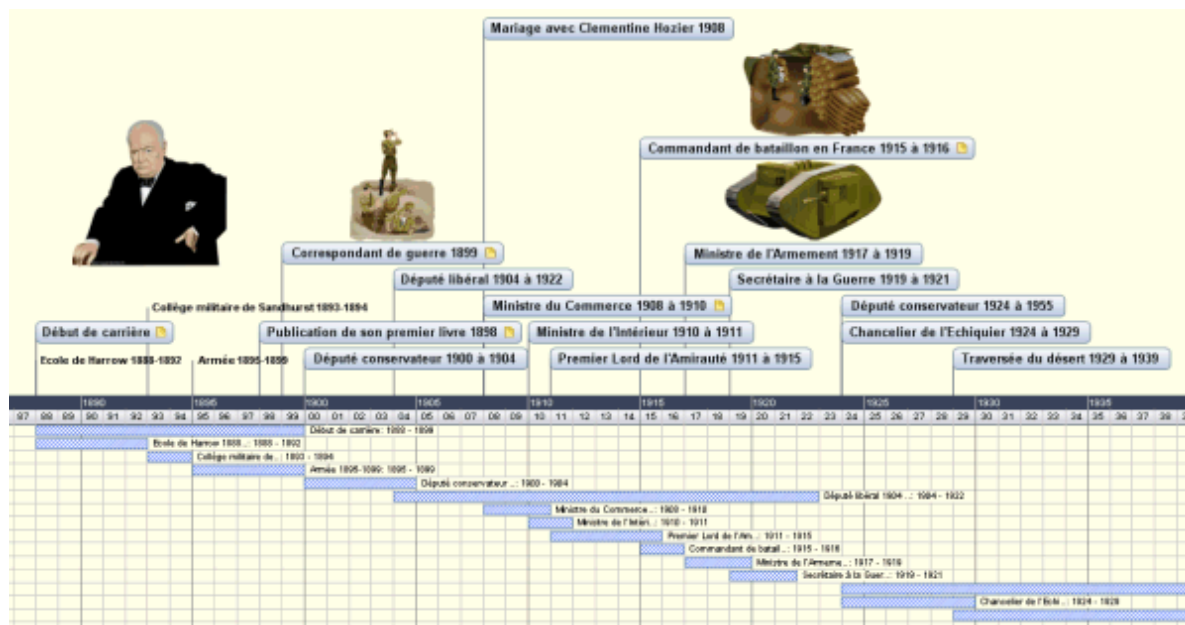 Mariage avec Clementine Hozier 1908
Commandant de bataillon en France 1915 à 1916
Correspondant de guerre 1899
Ministre de l'Armement 1917 à 1919
Député libéral 1904 à 1922
Secrétaire à la Guerre 1919 à 1921
Collège militaire de Sandhurst 1893-1894
Ministre du Commerce 1908 à 1910
Député conservateur 1924 à 1955
Début de carrière
Publication de son premier livre 1898
Ministre de l'Intérieur 1910 à 1911
Chancelier de l'Echiquier 1924 à 1929
Ecole de Harrow 1888-1892
Armée 1895-1899
Député conservateur 1900 à 1904
Premier Lord de l'Amirauté 1911 à 1915
Traversée du désert 1929 à 1939
1890 1895 1900 1905 1910 1915 1920 1925 1930 1935
87 88 89 90 91 92 93 94 95 96 97 98 99 00 01 02 03 04 05 06 07 08 09 10 11 12 13 14 15 16 17 18 19 20 21 22 23 24 25 26 27 28 29 30 31 32 33 34 35 36 37 38
Début de carrière: 1888 - 1899
Ecole de Harrow 1888...: 1888 - 1892
Collège militaire de...: 1893 - 1894
Armée 1895-1899: 1895 - 1899
Député conservateur ...: 1900 - 1904
Député libéral 1904 ...: 1904 - 1922
Ministre du Commerce...: 1908 - 1910
Ministre de l'Intéri...: 1910 - 1911
Premier Lord de l'Am...: 1911 - 1915
Commandant de batail...: 1915 - 1916
Ministre de l'Armeme...: 1917 - 1919
Secrétaire à la Guer...: 1919 - 1921
Chancelier de l'Echi...: 1924 - 1929